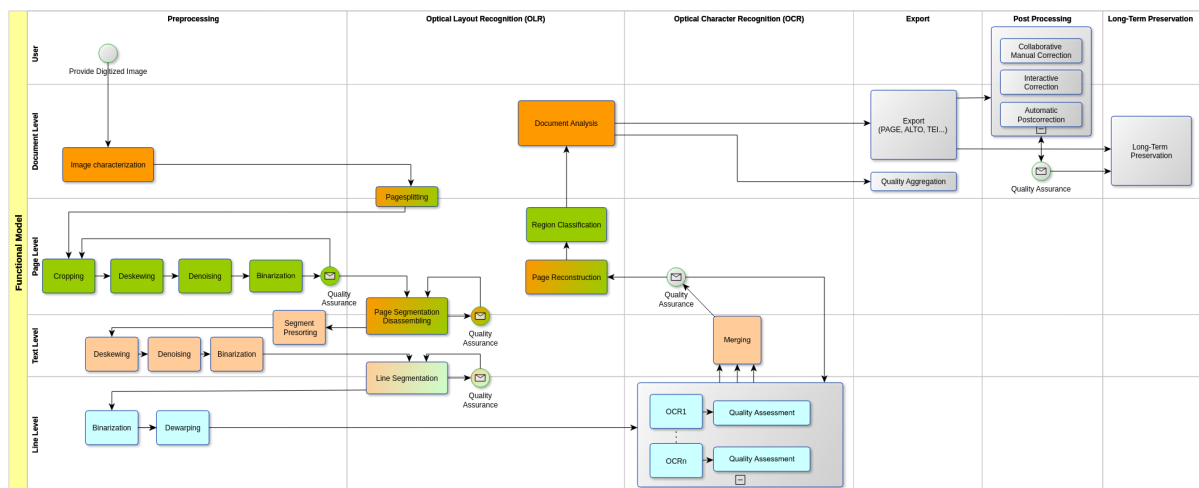 Preprocessing
Optical Layout Recognition (OLR)
Optical Character Recognition (OCR)
Export
Post Processing
Long-Term Preservation
Functional Model
User
Provide Digitized Image
Collaborative
Manual Correction
Interactive
Correction
Automatic
Postcorrection
Document Level
Image characterization
Pagesplitting
Document Analysis
Export
(PAGE, ALTO, TEI...)
Quality Aggregation
Quality Assurance
Long-Term
Preservation
Page Level
Cropping
Deskewing
Denoising
Binarization
Quality
Assurance
Region Classification
Page Reconstruction
Quality
Assurance
Page Segmentation
Disassembling
Quality
Assurance
Text Level
Segment
Presorting
Deskewing
Denoising
Binarization
Line Segmentation
Quality
Assurance
Merging
Line Level
Binarization
Dewarping
OCR1
Quality Assessment
OCRn
Quality Assessment